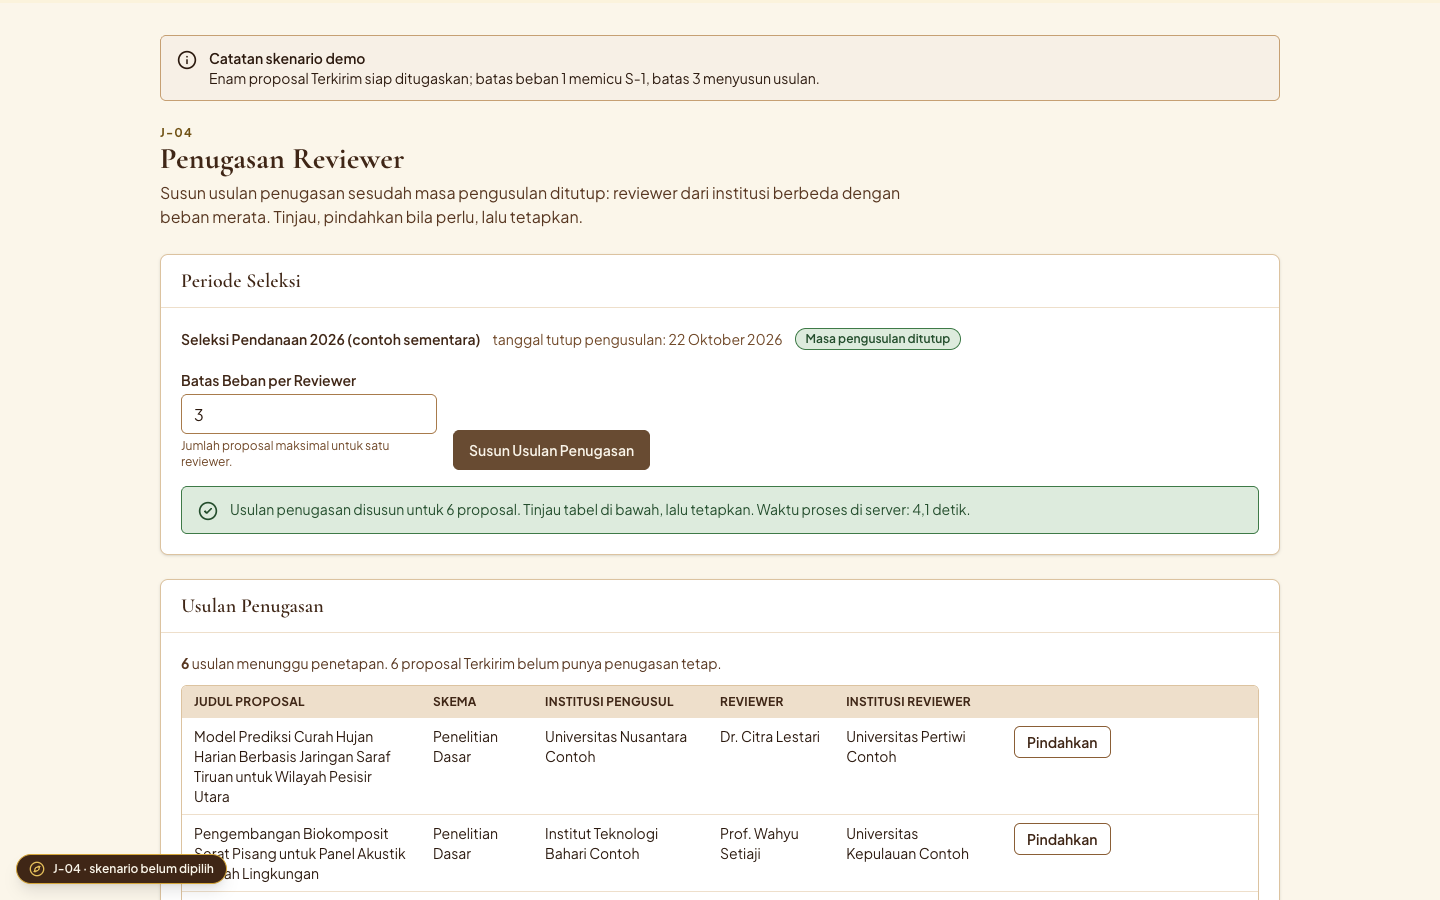 Catatan skenario demo
Enam proposal Terkirim siap ditugaskan; batas beban 1 memicu S-1, batas 3 menyusun usulan.
J-04
Penugasan Reviewer
Susun usulan penugasan sesudah masa pengusulan ditutup: reviewer dari institusi berbeda dengan
beban merata. Tinjau, pindahkan bila perlu, lalu tetapkan.
Periode Seleksi
Seleksi Pendanaan 2026 (contoh sementara) tanggal tutup pengusulan: 22 Oktober 2026 Masa pengusulan ditutup
Batas Beban per Reviewer
3
Jumlah proposal maksimal untuk satu
reviewer.
Susun Usulan Penugasan
Usulan penugasan disusun untuk 6 proposal. Tinjau tabel di bawah, lalu tetapkan. Waktu proses di server: 4,1 detik.
Usulan Penugasan
6 usulan menunggu penetapan. 6 proposal Terkirim belum punya penugasan tetap.
JUDUL PROPOSAL SKEMA INSTITUSI PENGUSUL REVIEWER INSTITUSI REVIEWER
Model Prediksi Curah Hujan
Harian Berbasis Jaringan Saraf
Tiruan untuk Wilayah Pesisir
Utara
Penelitian
Dasar
Universitas Nusantara
Contoh
Dr. Citra Lestari
Universitas Pertiwi
Contoh
Pindahkan
Pengembangan Biokomposit
Serat Pisang untuk Panel Akustik
Lingkungan
Penelitian
Dasar
Institut Teknologi
Bahari Contoh
Prof. Wahyu
Setiaji
Universitas
Kepulauan Contoh
Pindahkan
J-04 · skenario belum dipilih